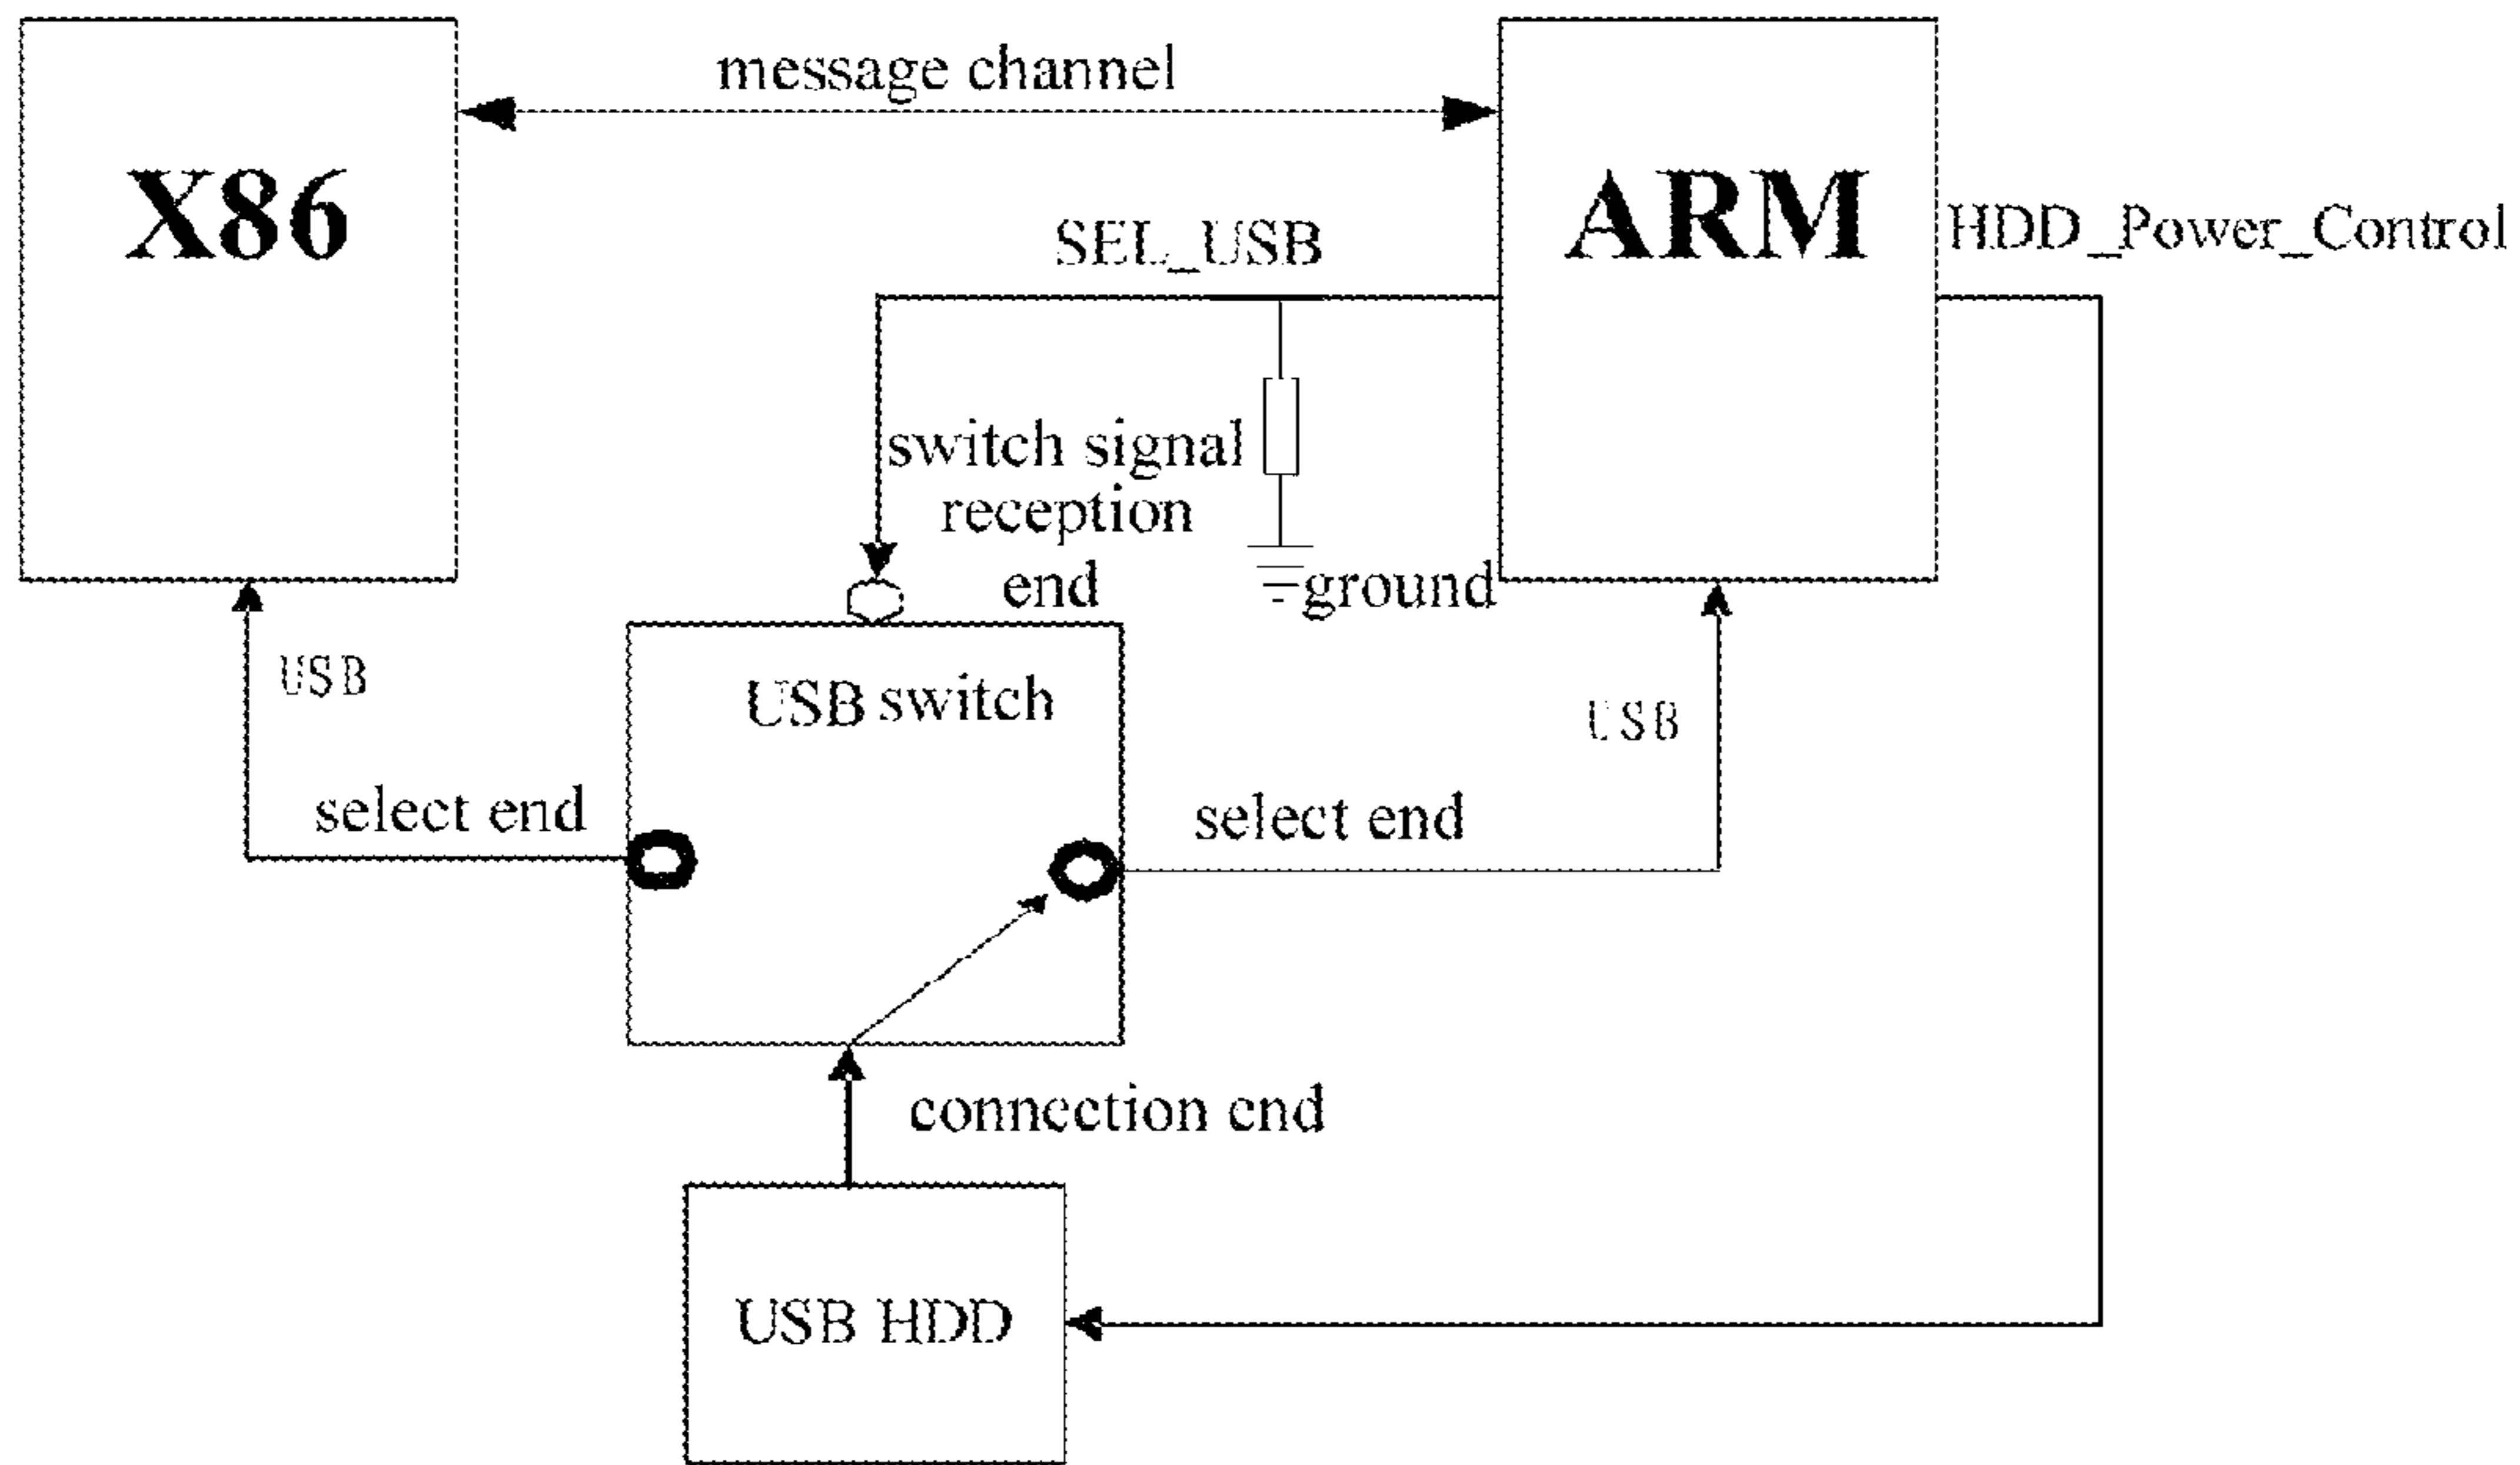 message channel
X86
ARM
SEL_USB
HDD_Power_Control
switch signal
reception
end
ground
USB
USB switch
USB
select end
select end
connection end
USB HDD